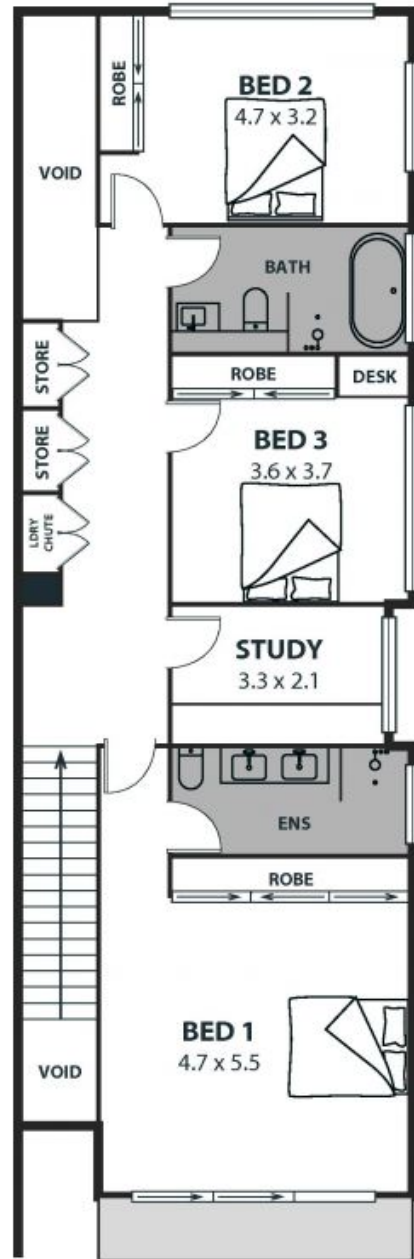 ROBE
BED 2
4.7 x 3.2
VOID
BATH
STORE
ROBE
DESK
STORE
BED 3
3.6 x 3.7
LDRY
CHUTE
STUDY
3.3 x 2.1
ENS
ROBE
BED 1
4.7 x 5.5
VOID